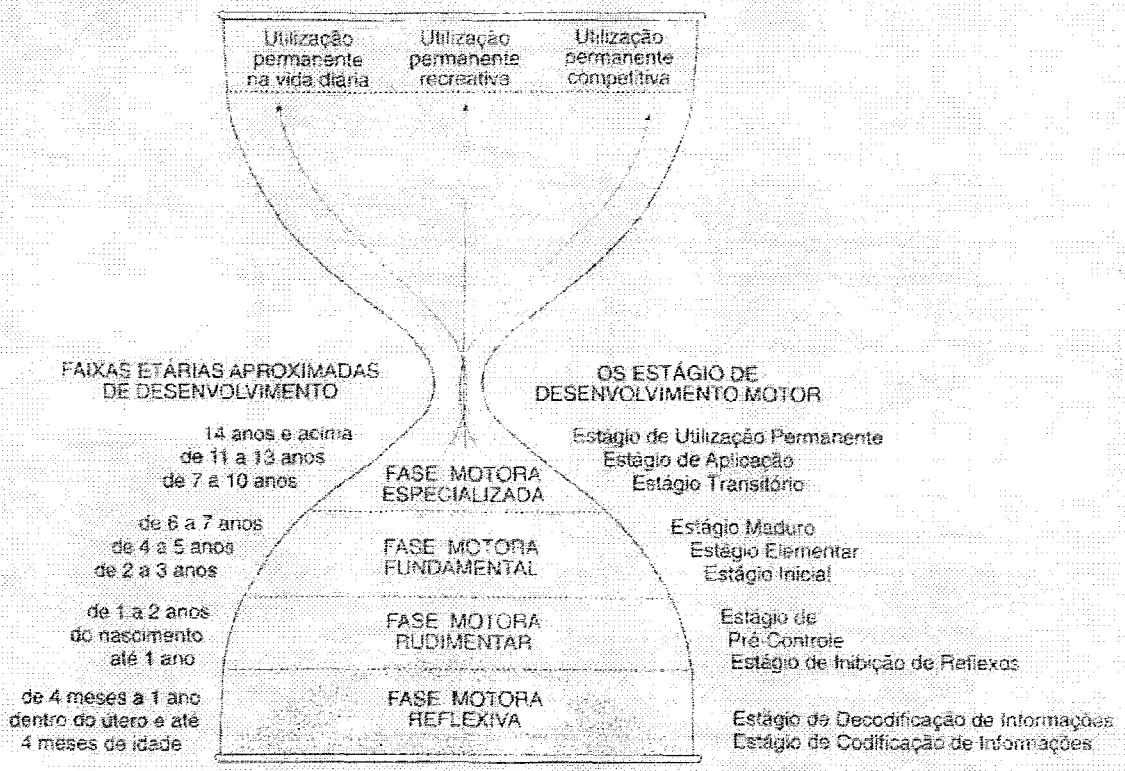 Utilização
permanente
na vida diária
Utilização
permanente
recreativa
Utilização
permanente
competitiva
FAIXAS ETÁRIAS APROXIMADAS
DE DESENVOLVIMENTO
OS ESTÁGIO DE
DESENVOLVIMENTO MOTOR
14 anos e acima
de 11 a 13 anos
de 7 a 10 anos
FASE MOTORA
ESPECIALIZADA
Estágio de Utilização Permanente
Estágio de Aplicação
Estágio Transitório
de 6 a 7 anos
de 4 a 5 anos
de 2 a 3 anos
FASE MOTORA
FUNDAMENTAL
Estágio Maduro
Estágio Elementar
Estágio Inicial
de 1 a 2 anos
do nascimento
até 1 ano
FASE MOTORA
RUDIMENTAR
Estágio de
Pré-Controle
Estágio de Inibição de Reflexos
de 4 meses a 1 ano
dentro do útero e até
4 meses de idade
FASE MOTORA
REFLEXIVA
Estágio de Decodificação de Informações
Estágio de Codificação de Informações